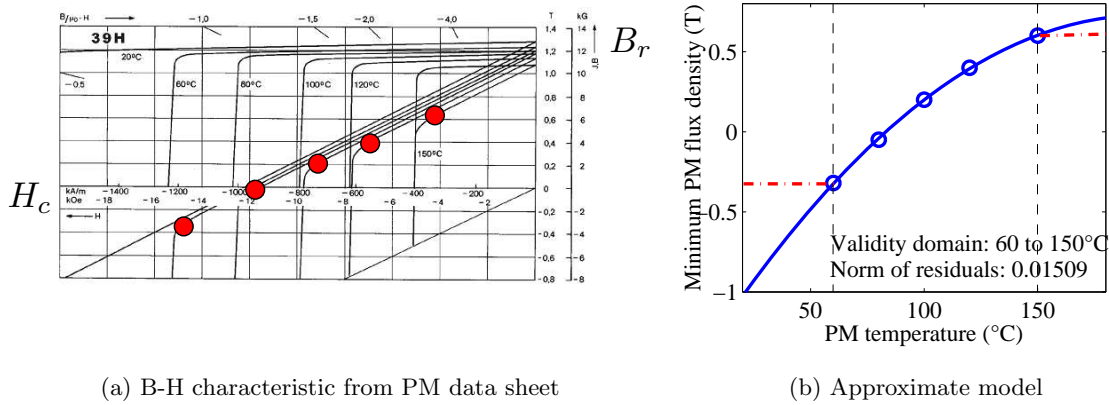 B/μ₀·H → -1,0 -1,5 -2,0 -4,0 T kG
39H
20°C
-0.5 60°C 80°C 100°C 120°C
150°C
1,4 14
1,2 12
1,0 10
0,8 8
0,6 6
0,4 4
0,2 2
0 0
-0,2 -2
-0,4 -4
-0,6 -6
-0,8 -8
J,B
B_r
H_c
kA/m -1400 -1200 -1000 -800 -600 -400 -200
kOe -18 -16 -14 -12 -10 -8 -6 -4 -2
H
Minimum PM flux density (T)
0.5
0
−0.5
−1
Validity domain: 60 to 150°C
Norm of residuals: 0.01509
50 100 150
PM temperature (°C)
(a) B-H characteristic from PM data sheet
(b) Approximate model